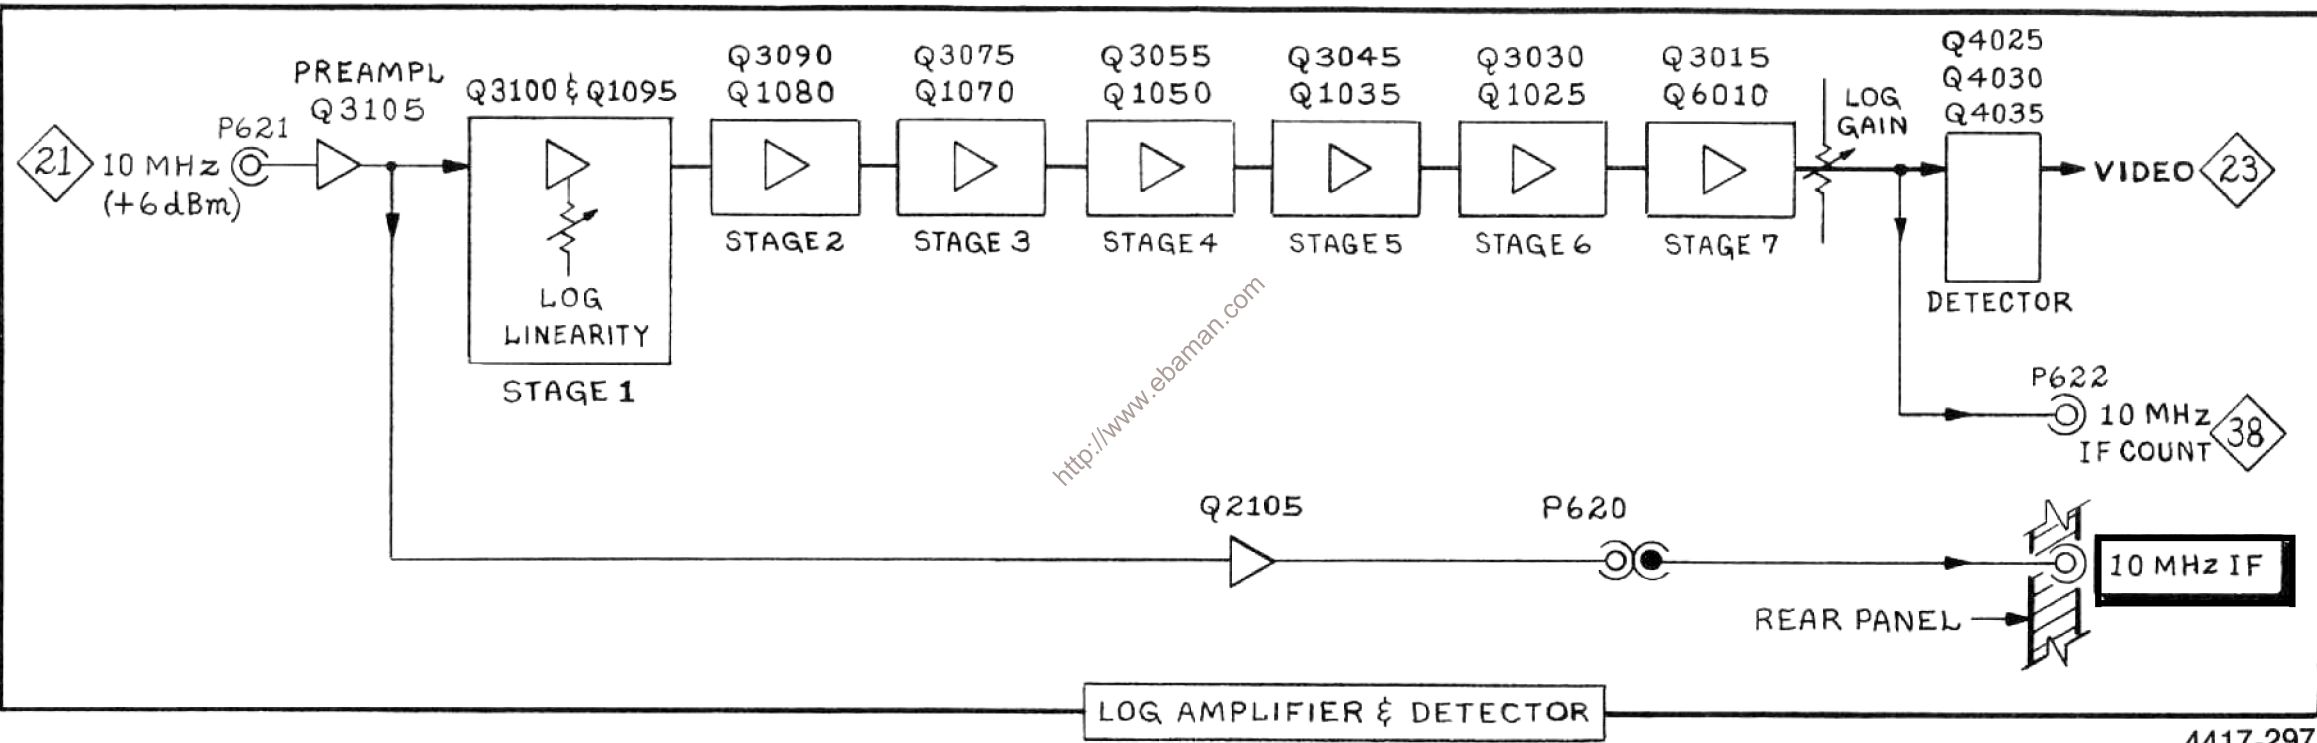 PREAMPL
Q3105
P621
21
10 MHz
(+6dBm)
Q3100 & Q1095
LOG
LINEARITY
STAGE 1
Q3090
Q1080
STAGE 2
Q3075
Q1070
STAGE 3
Q3055
Q1050
STAGE 4
Q3045
Q1035
STAGE 5
Q3030
Q1025
STAGE 6
Q3015
Q6010
STAGE 7
LOG
GAIN
Q4025
Q4030
Q4035
DETECTOR
VIDEO 23
P622
10 MHz
IF COUNT
38
http://www.ebaman.com
Q2105
P620
10 MHz IF
REAR PANEL
LOG AMPLIFIER & DETECTOR
4417-297